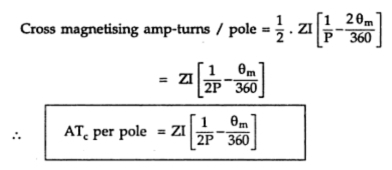 Cross magnetising amp-turns / pole = 1/2 . ZI [1/P - 2θm/360]
= ZI [1/2P - θm/360]
∴ ATc per pole = ZI [1/2P - θm/360]